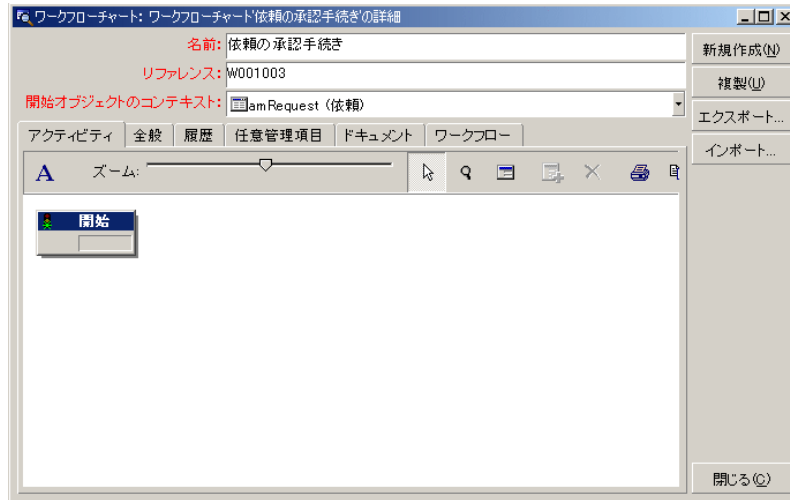 ワークフローチャート: ワークフローチャート'依頼の承認手続き'の詳細
名前: 依頼の承認手続き
リファレンス: W001003
開始オブジェクトのコンテキスト: amRequest (依頼)
アクティビティ 全般 履歴 任意管理項目 ドキュメント ワークフロー
A ズーム:
開始
新規作成(N)
複製(U)
エクスポート...
インポート...
閉じる(C)